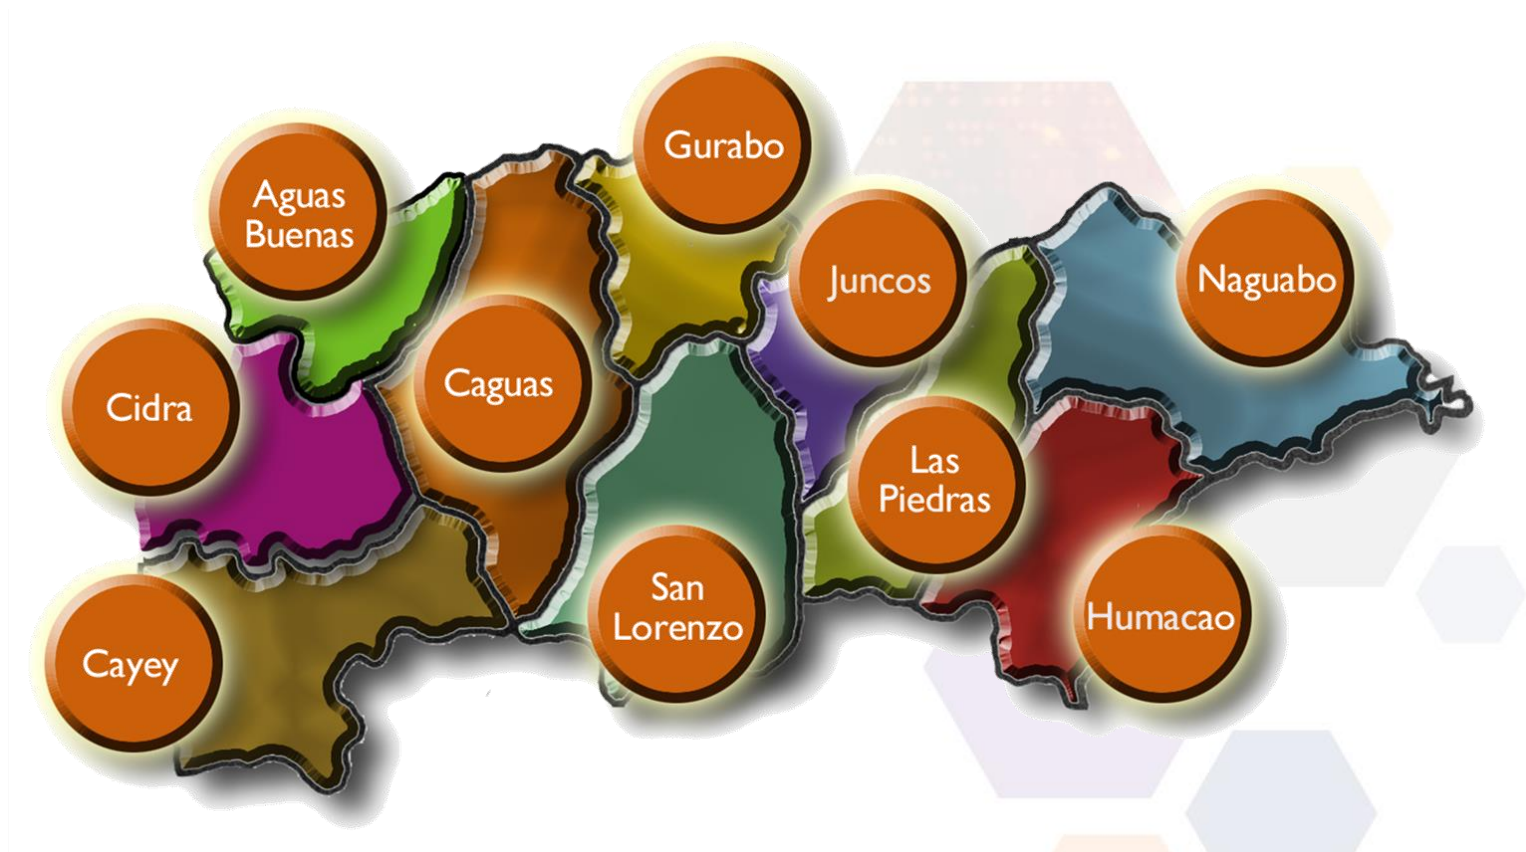 Gurabo
Aguas
Buenas
Juncos
Naguabo
Caguas
Cidra
Las
Piedras
San
Lorenzo
Humacao
Cayey